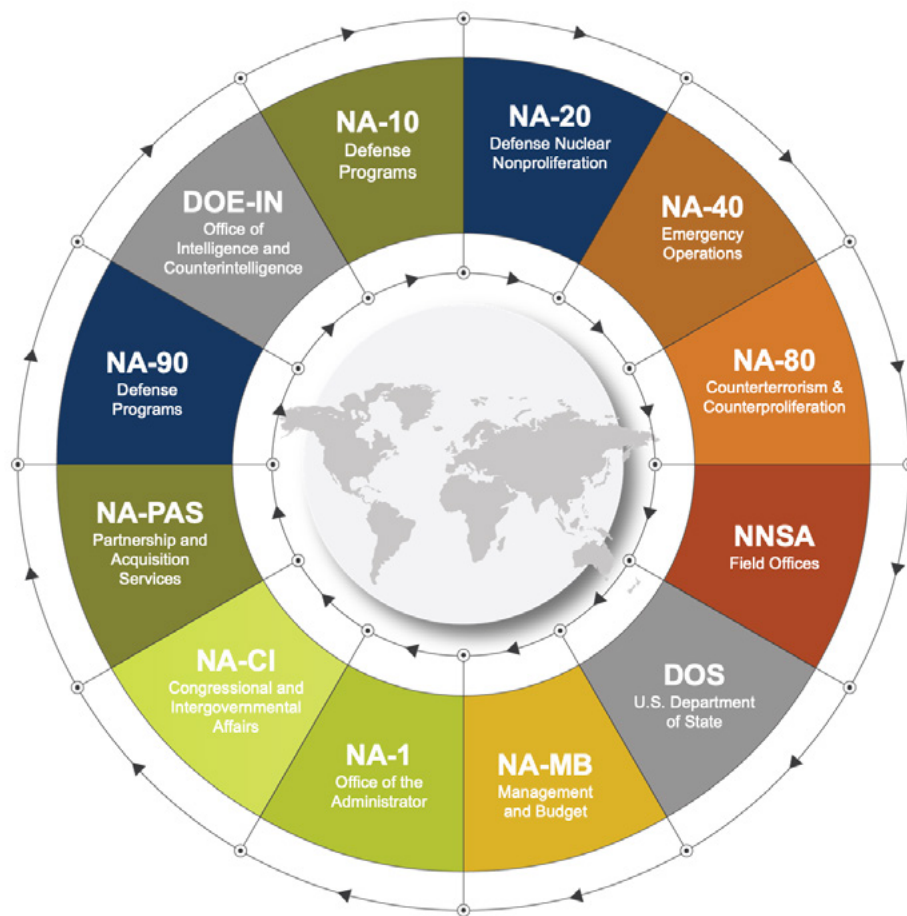 NA-10
Defense
Programs
NA-20
Defense Nuclear
Nonproliferation
NA-40
Emergency
Operations
NA-80
Counterterrorism &
Counterproliferation
NNSA
Field Offices
DOS
U.S. Department
of State
NA-MB
Management
and Budget
NA-1
Office of the
Administrator
NA-CI
Congressional and
Intergovernmental
Affairs
NA-PAS
Partnership and
Acquisition
Services
NA-90
Defense
Programs
DOE-IN
Office of
Intelligence and
Counterintelligence